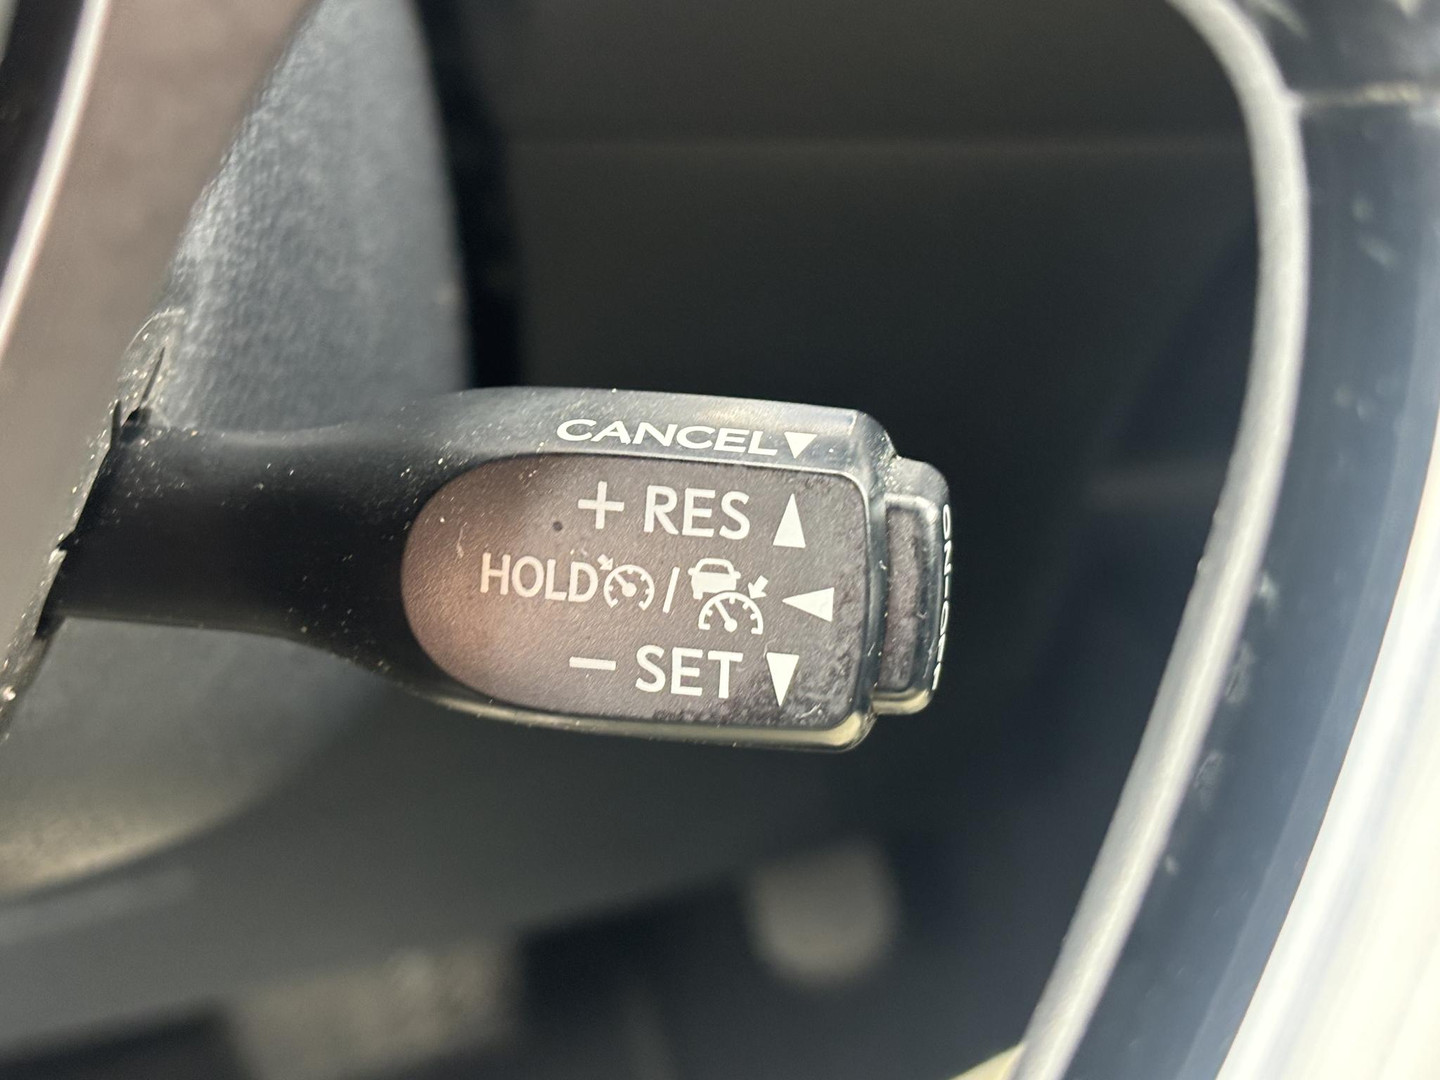 CANCEL
+ RES
HOLD /
− SET